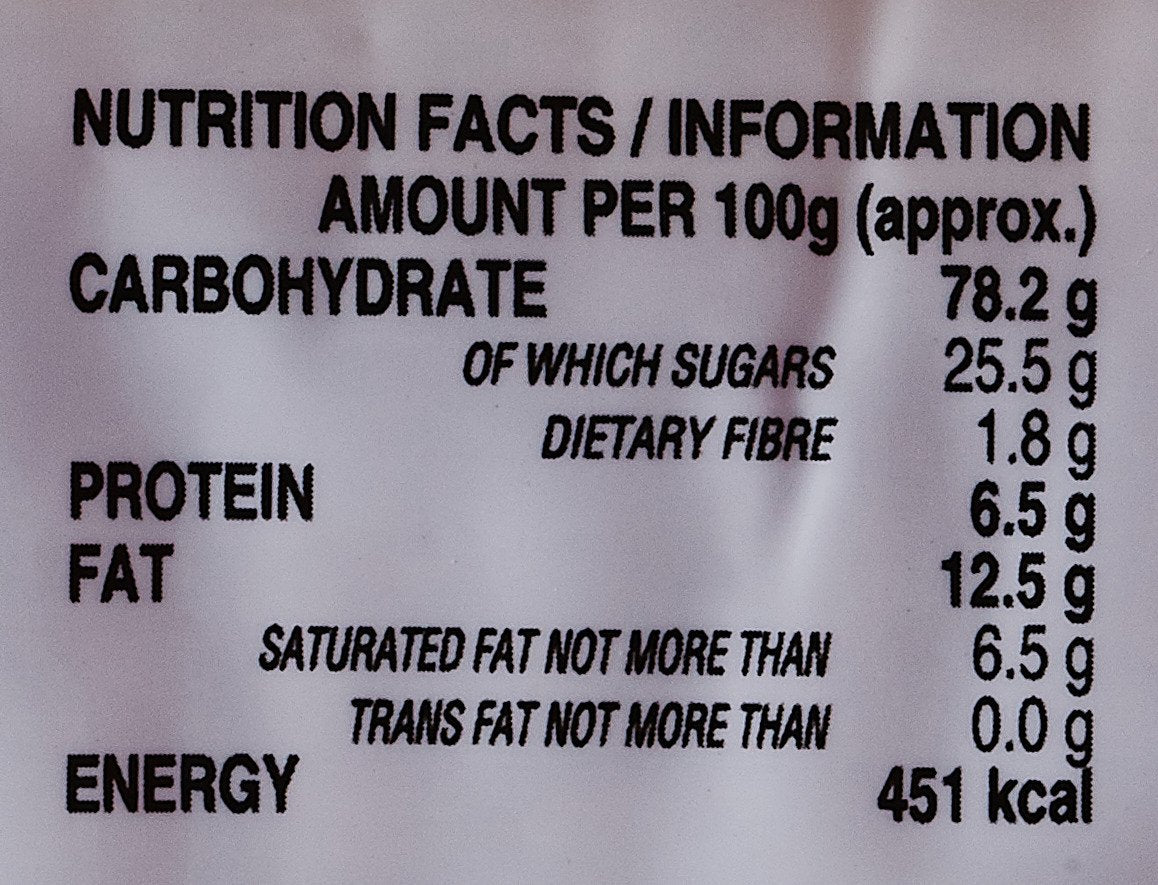 NUTRITION FACTS / INFORMATION
AMOUNT PER 100g (approx.)
CARBOHYDRATE 78.2 g
OF WHICH SUGARS 25.5 g
DIETARY FIBRE 1.8 g
PROTEIN 6.5 g
FAT 12.5 g
SATURATED FAT NOT MORE THAN 6.5 g
TRANS FAT NOT MORE THAN 0.0 g
ENERGY 451 kcal